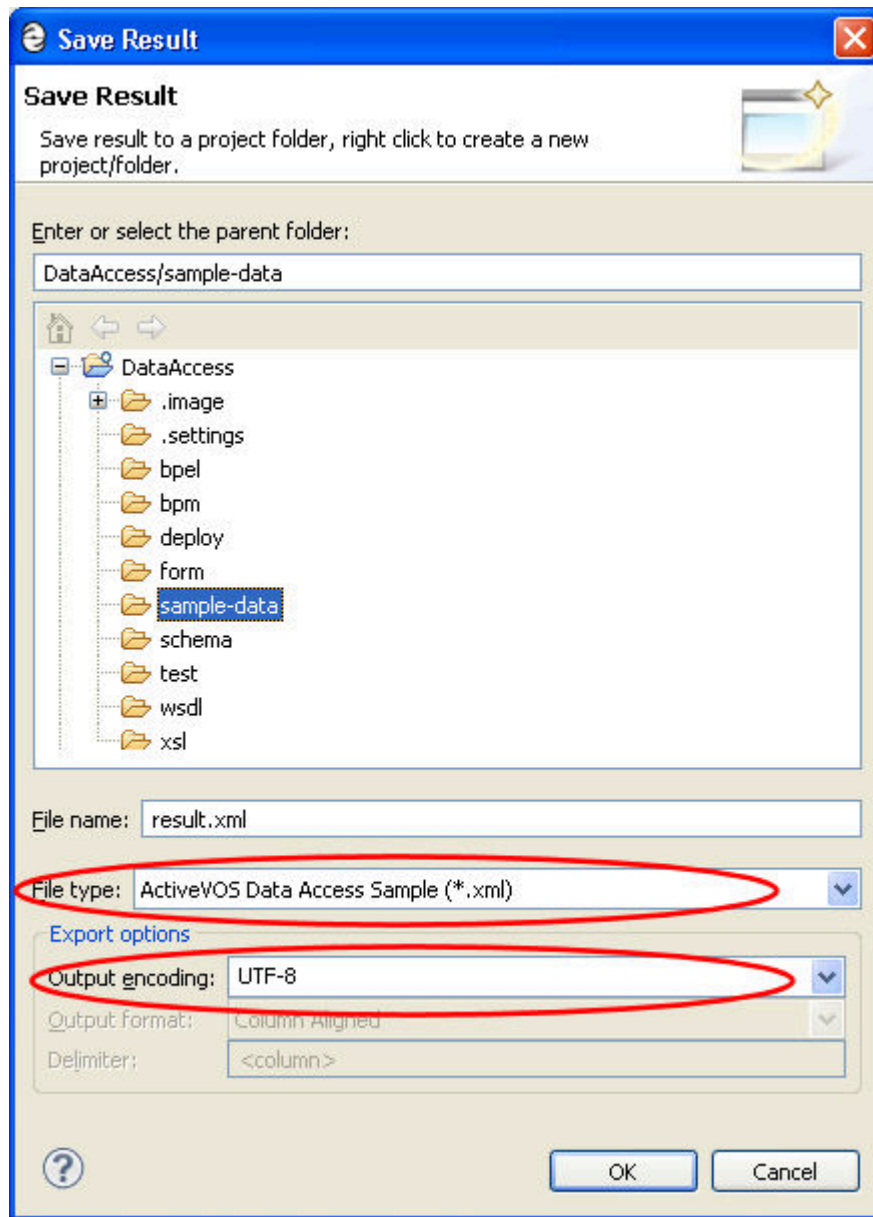 Save Result
Save Result
Save result to a project folder, right click to create a new
project/folder.
Enter or select the parent folder:
DataAccess/sample-data
DataAccess
.image
.settings
bpel
bpm
deploy
form
sample-data
schema
test
wsdl
xsl
File name: result.xml
File type: ActiveVOS Data Access Sample (*.xml)
Export options
Output encoding: UTF-8
Output format: Column Aligned
Delimiter: <column>
OK Cancel